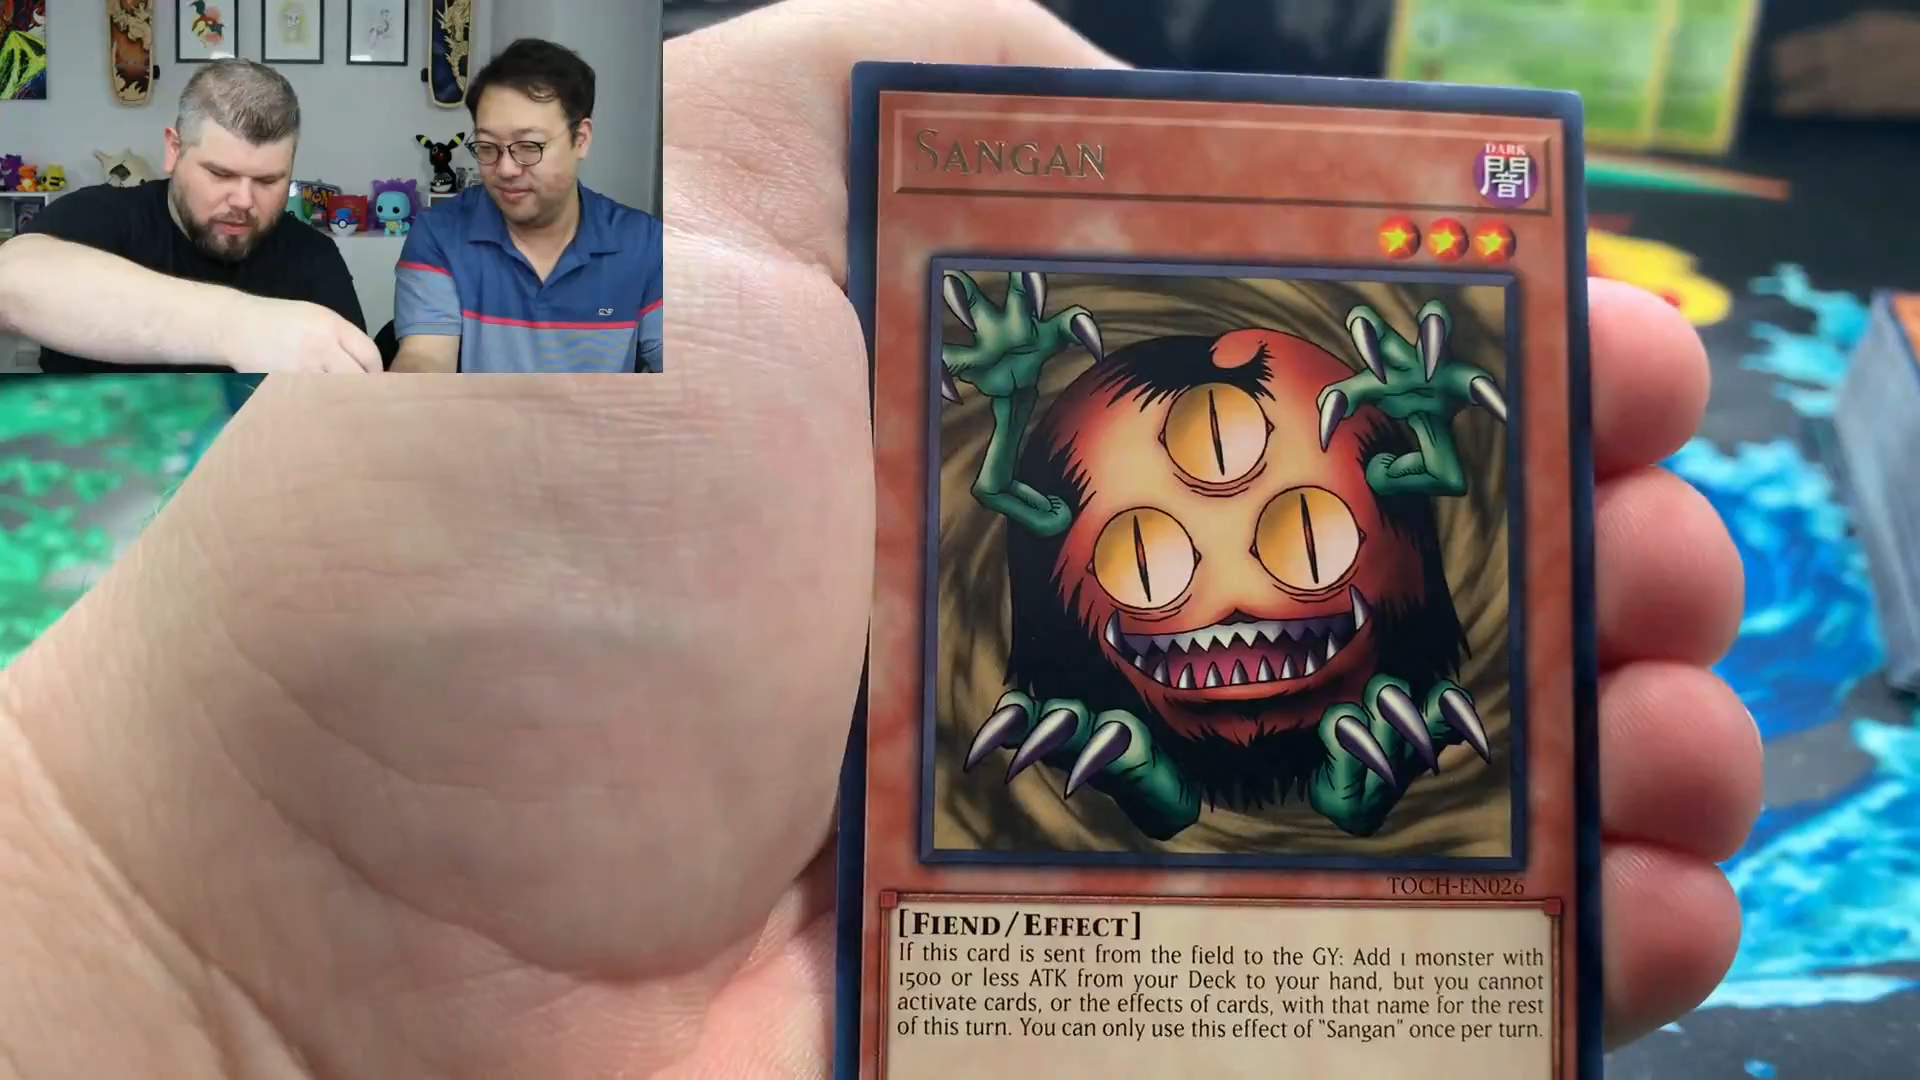 SANGAN
DARK
闇
TOCH-EN026
[FIEND/EFFECT]
If this card is sent from the field to the GY: Add 1 monster with
1500 or less ATK from your Deck to your hand, but you cannot
activate cards, or the effects of cards, with that name for the rest
of this turn. You can only use this effect of "Sangan" once per turn.